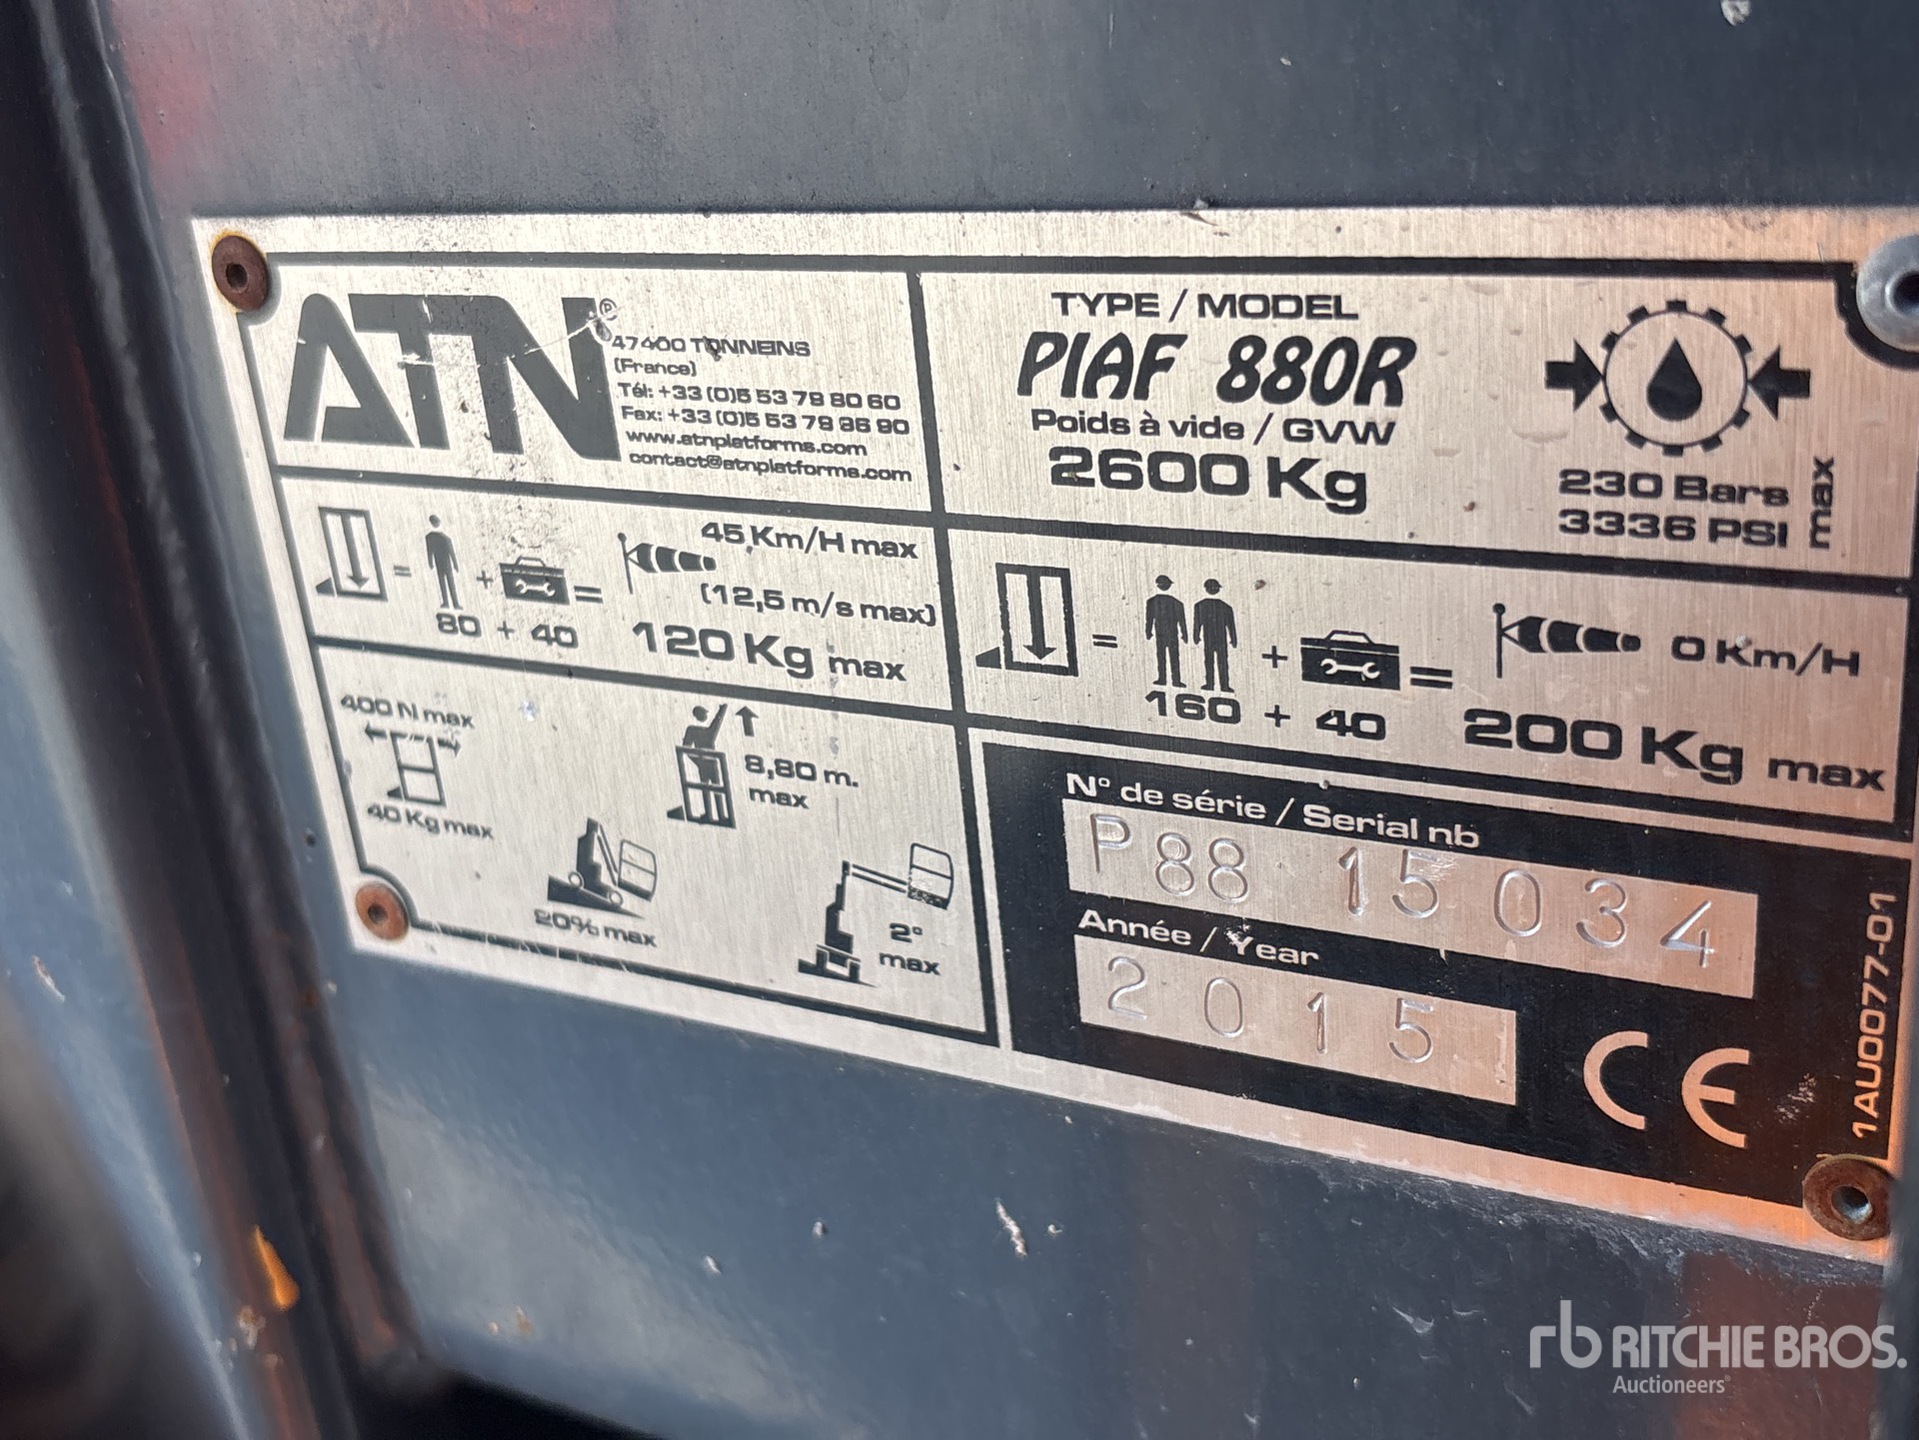 ATN
47400 TONNEINS
(France)
Tél: +33 (0)5 53 79 80 60
Fax: +33 (0)5 53 79 96 90
www.atnplatforms.com
contact@atnplatforms.com
TYPE / MODEL
PIAF 880R
Poids à vide / GVW
2600 Kg
230 Bars
3336 PSI
max
45 Km/H max
(12,5 m/s max)
= + =
80 + 40
120 Kg max
0 Km/H
= + =
160 + 40
200 Kg max
400 N max
40 Kg max
8,80 m.
max
20% max
2°
max
N° de série / Serial nb
P88 15034
Année / Year
2015
CE
1AU0077-01
rb RITCHIE BROS.
Auctioneers